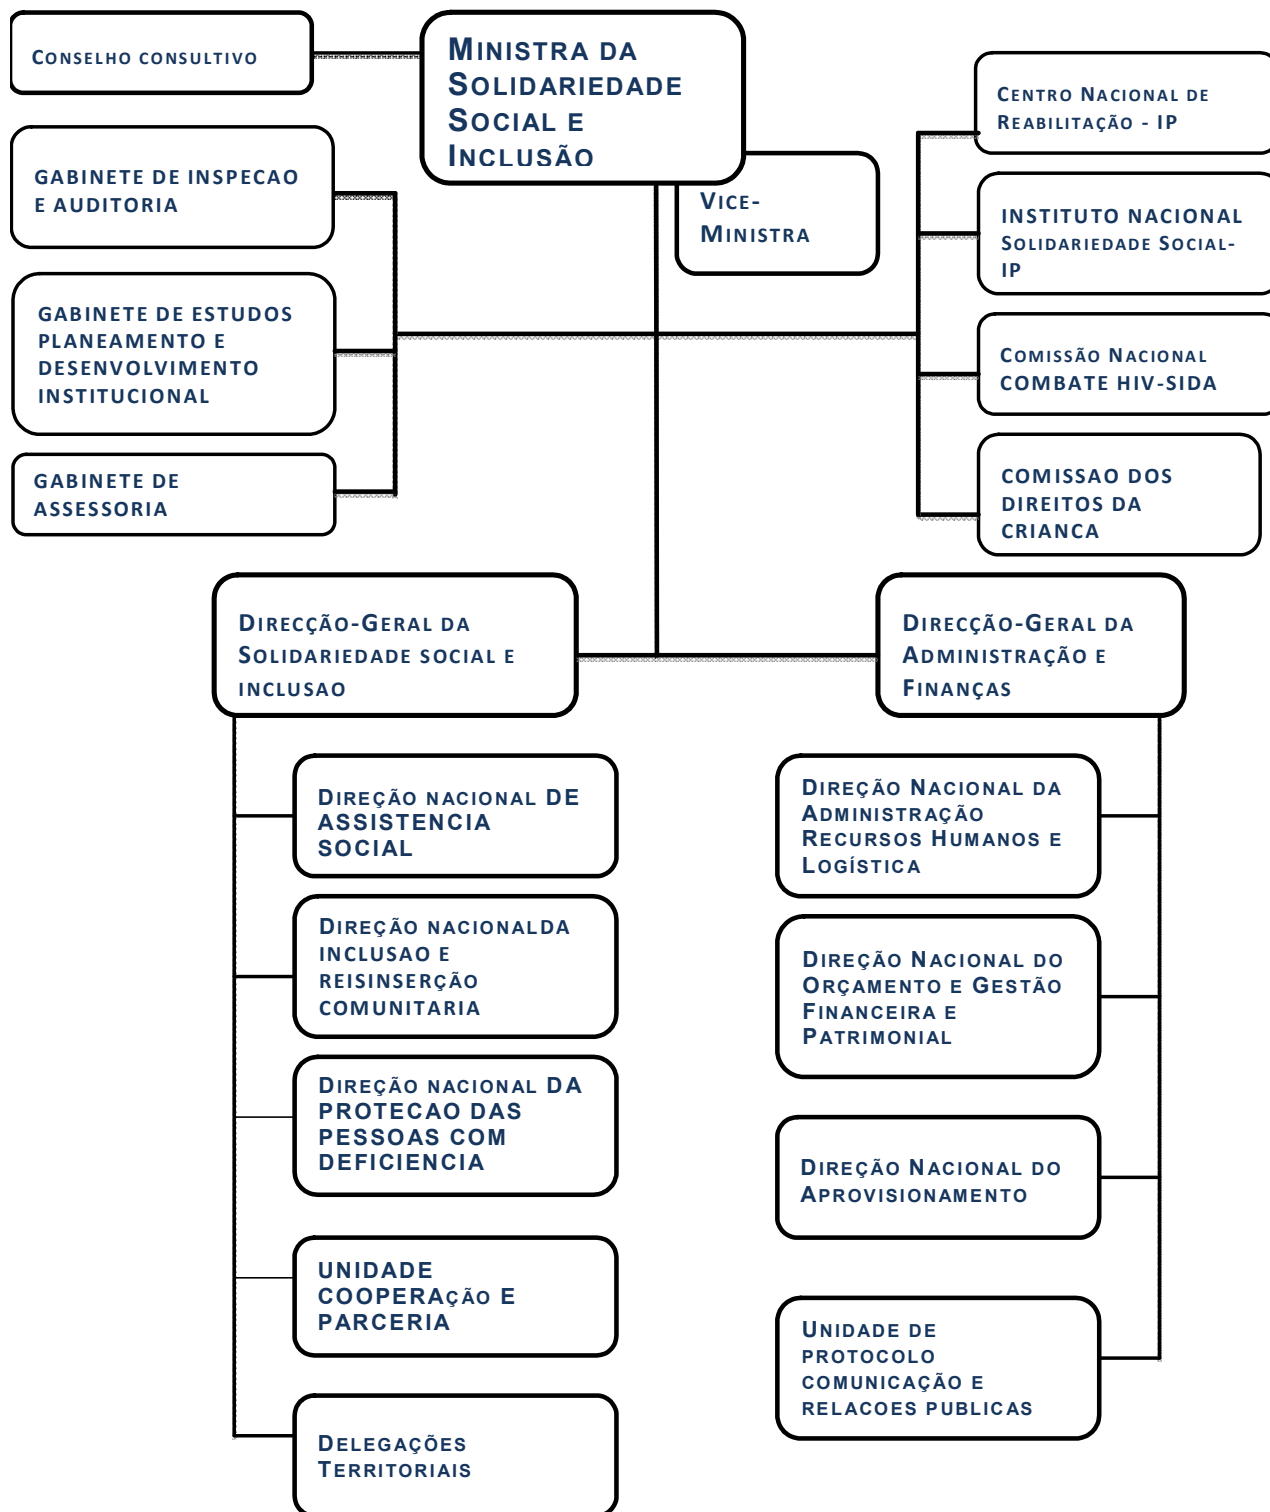 CONSELHO CONSULTIVO
MINISTRA DA
SOLIDARIEDADE
SOCIAL E
INCLUSÃO
VICE-
MINISTRA
GABINETE DE INSPECAO
E AUDITORIA
GABINETE DE ESTUDOS
PLANEAMENTO E
DESENVOLVIMENTO
INSTITUCIONAL
GABINETE DE
ASSESSORIA
CENTRO NACIONAL DE
REABILITAÇÃO - IP
INSTITUTO NACIONAL
SOLIDARIEDADE SOCIAL-
IP
COMISSÃO NACIONAL
COMBATE HIV-SIDA
COMISSAO DOS
DIREITOS DA
CRIANCA
DIRECÇÃO-GERAL DA
SOLIDARIEDADE SOCIAL E
INCLUSAO
DIREÇÃO NACIONAL DE
ASSISTENCIA
SOCIAL
DIREÇÃO NACIONALDA
INCLUSAO E
REISINSERÇÃO
COMUNITARIA
DIREÇÃO NACIONAL DA
PROTECAO DAS
PESSOAS COM
DEFICIENCIA
UNIDADE
COOPERAÇÃO E
PARCERIA
DELEGAÇÕES
TERRITORIAIS
DIRECÇÃO-GERAL DA
ADMINISTRAÇÃO E
FINANÇAS
DIREÇÃO NACIONAL DA
ADMINISTRAÇÃO
RECURSOS HUMANOS E
LOGÍSTICA
DIREÇÃO NACIONAL DO
ORÇAMENTO E GESTÃO
FINANCEIRA E
PATRIMONIAL
DIREÇÃO NACIONAL DO
APROVISIONAMENTO
UNIDADE DE
PROTOCOLO
COMUNICAÇÃO E
RELACOES PUBLICAS